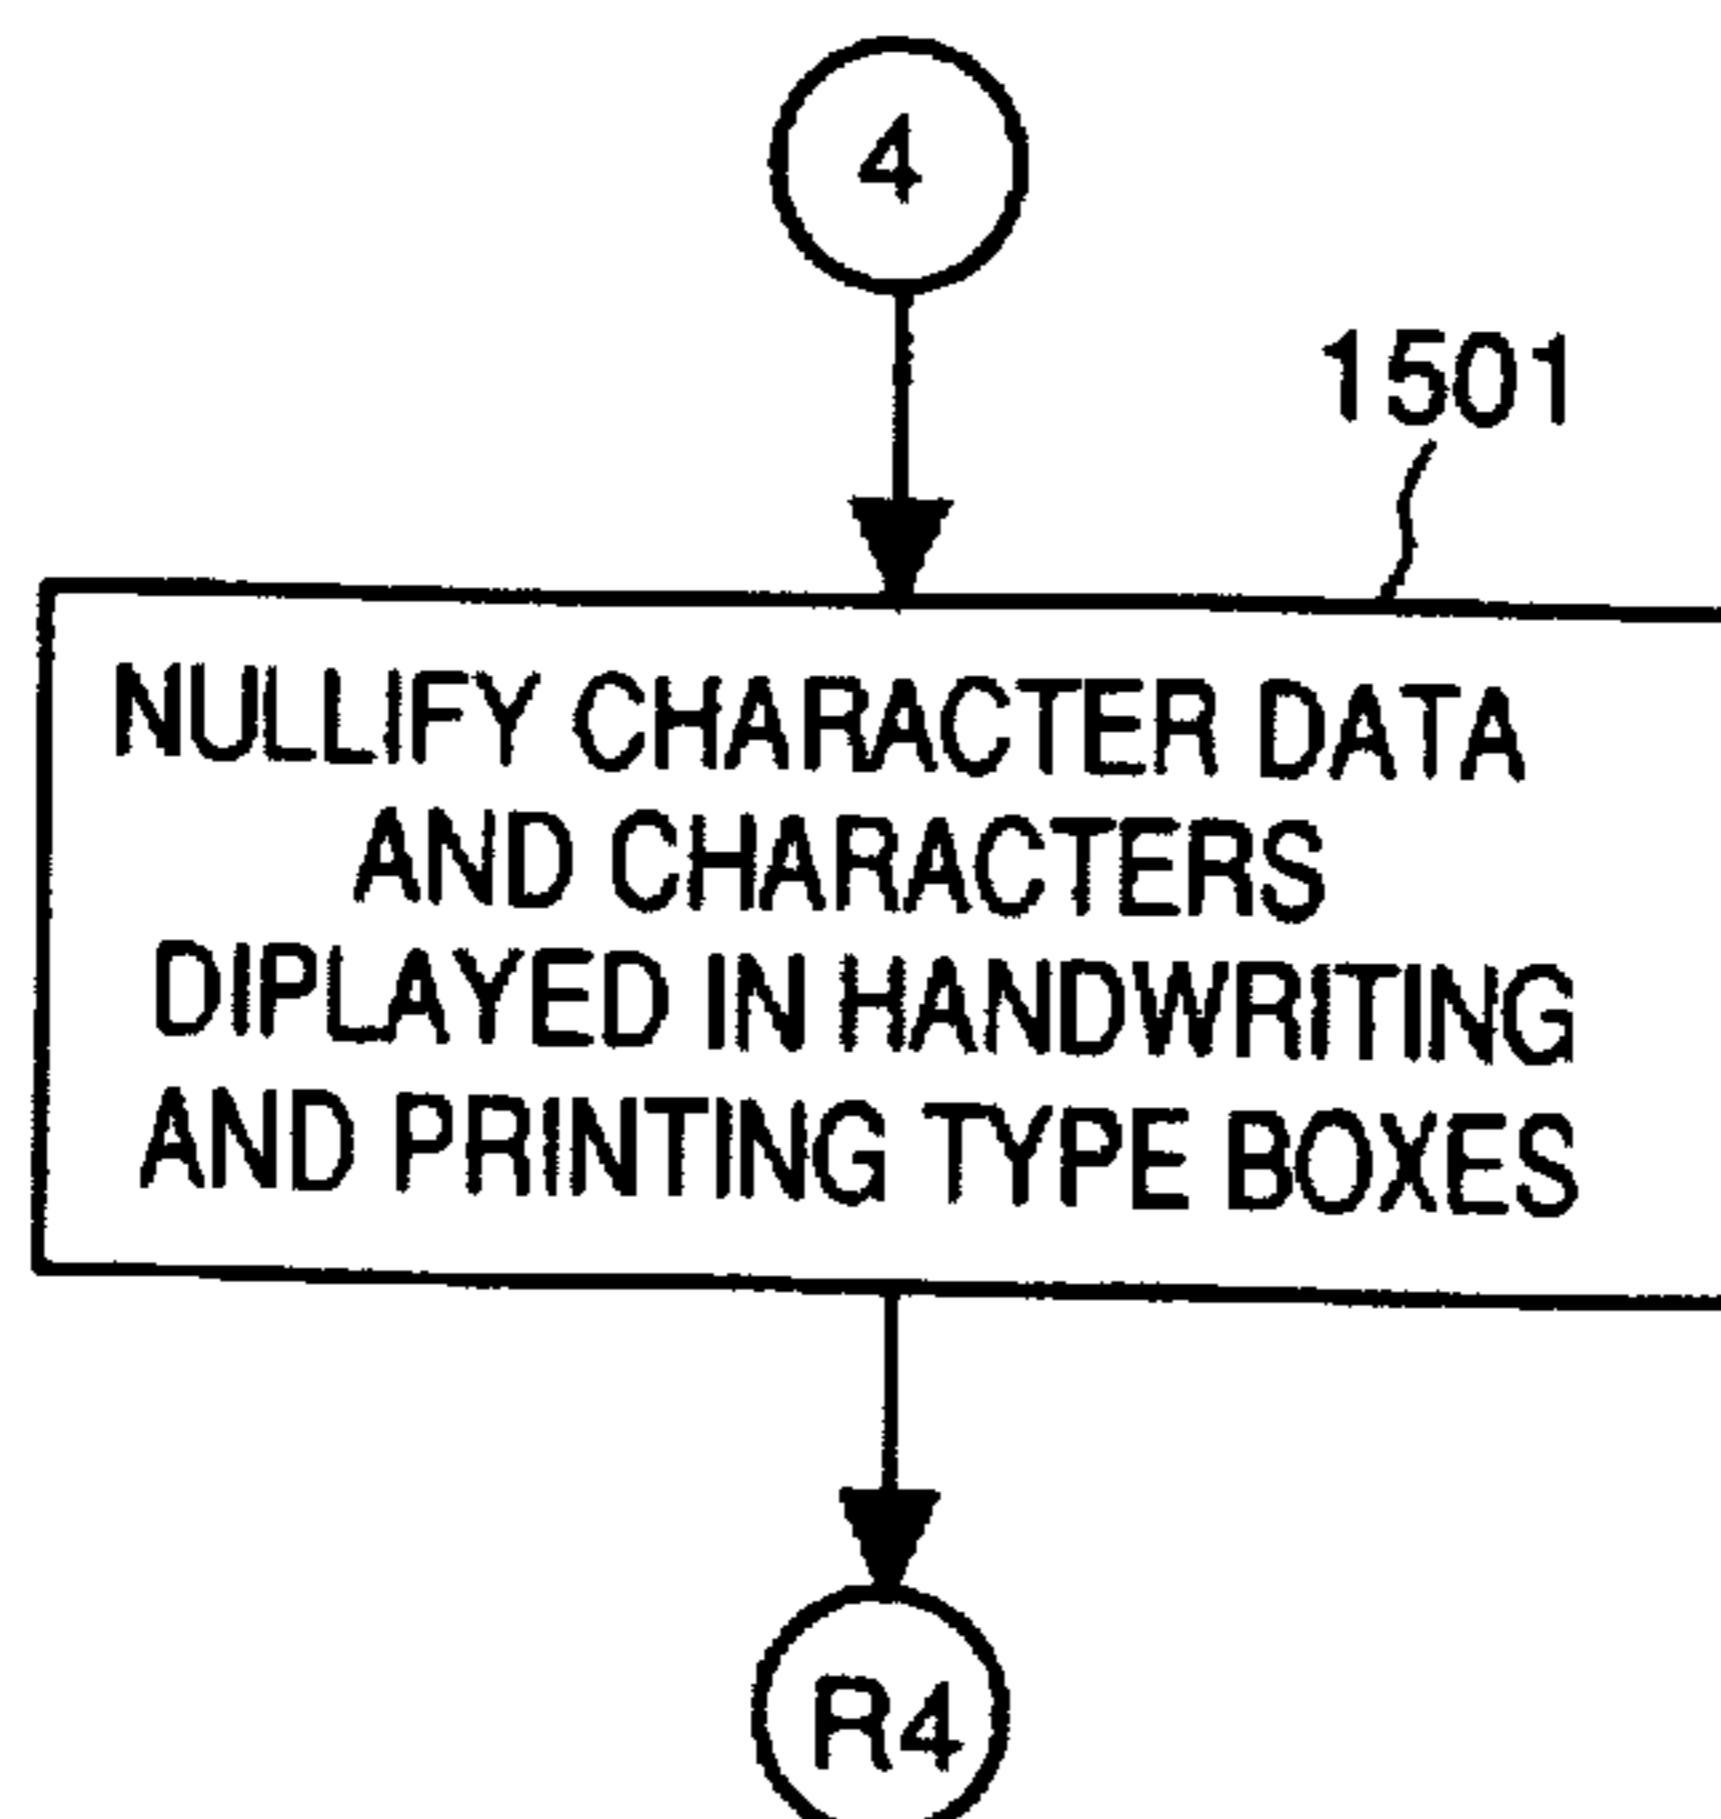 4
1501
NULLIFY CHARACTER DATA
AND CHARACTERS
DIPLAYED IN HANDWRITING
AND PRINTING TYPE BOXES
R4